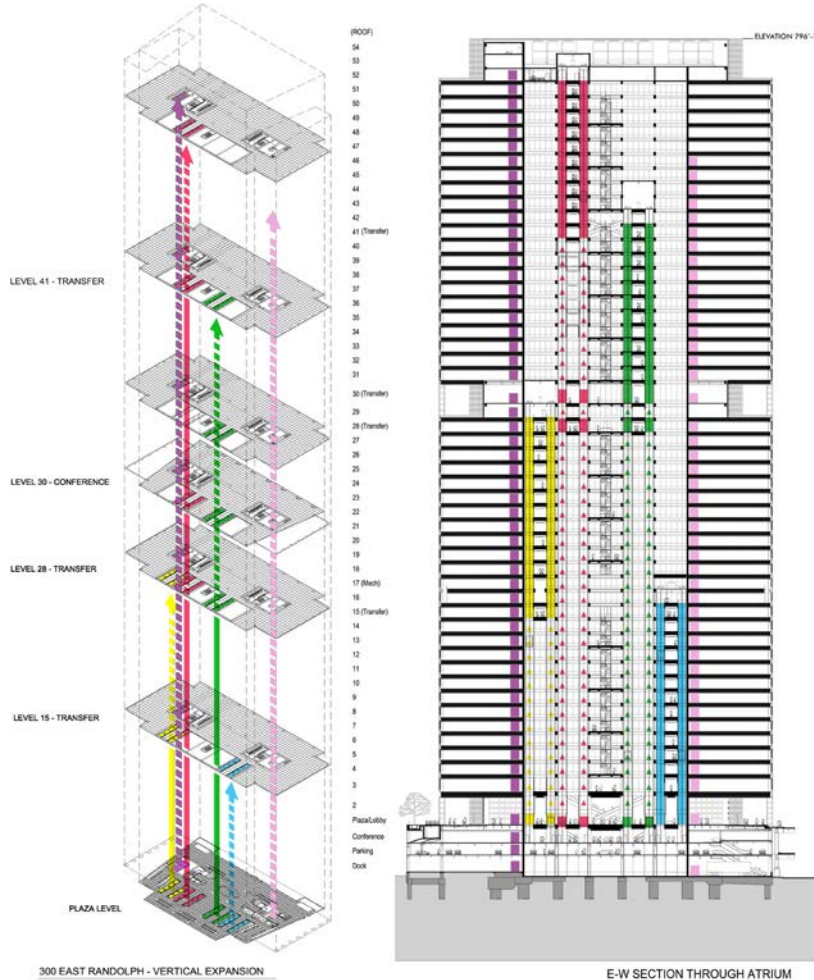 (ROOF)
54
53
52
51
50
49
48
47
46
45
44
43
42
41 (Transfer)
40
39
38
37
36
35
34
33
32
31
30 (Transfer)
29
28 (Transfer)
27
26
25
24
23
22
21
20
19
18
17 (Mech)
16
15 (Transfer)
14
13
12
11
10
9
8
7
6
5
4
3
2
Plaza/Lobby
Conference
Parking
Dock
LEVEL 41 - TRANSFER
LEVEL 30 - CONFERENCE
LEVEL 28 - TRANSFER
LEVEL 15 - TRANSFER
PLAZA LEVEL
300 EAST RANDOLPH - VERTICAL EXPANSION
ELEVATION 796'-
E-W SECTION THROUGH ATRIUM